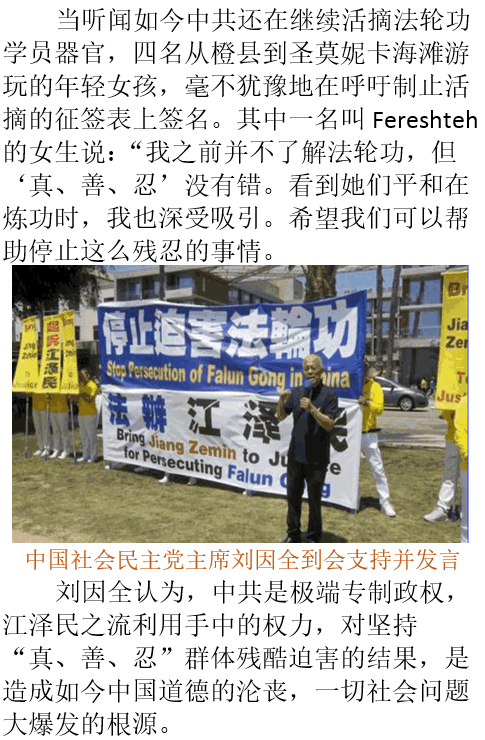 当听闻如今中共还在继续活摘法轮功
学员器官，四名从橙县到圣莫妮卡海滩游
玩的年轻女孩，毫不犹豫地在呼吁制止活
摘的征签表上签名。其中一名叫 Fereshteh
的女生说：“我之前并不了解法轮功，但
‘真、善、忍’没有错。看到她们平和在
炼功时，我也深受吸引。希望我们可以帮
助停止这么残忍的事情。
停止迫害法輪功
Stop Persecution of Falun Gong in China
法辦 江泽民
Bring Jiang Zemin to Justice
for Persecuting Falun Gong
Jiang
Zemin
江泽民
Bring
Jiang
Ze
To
Justice
中国社会民主党主席刘因全到会支持并发言
刘因全认为，中共是极端专制政权，
江泽民之流利用手中的权力，对坚持
“真、善、忍”群体残酷迫害的结果，是
造成如今中国道德的沦丧，一切社会问题
大爆发的根源。